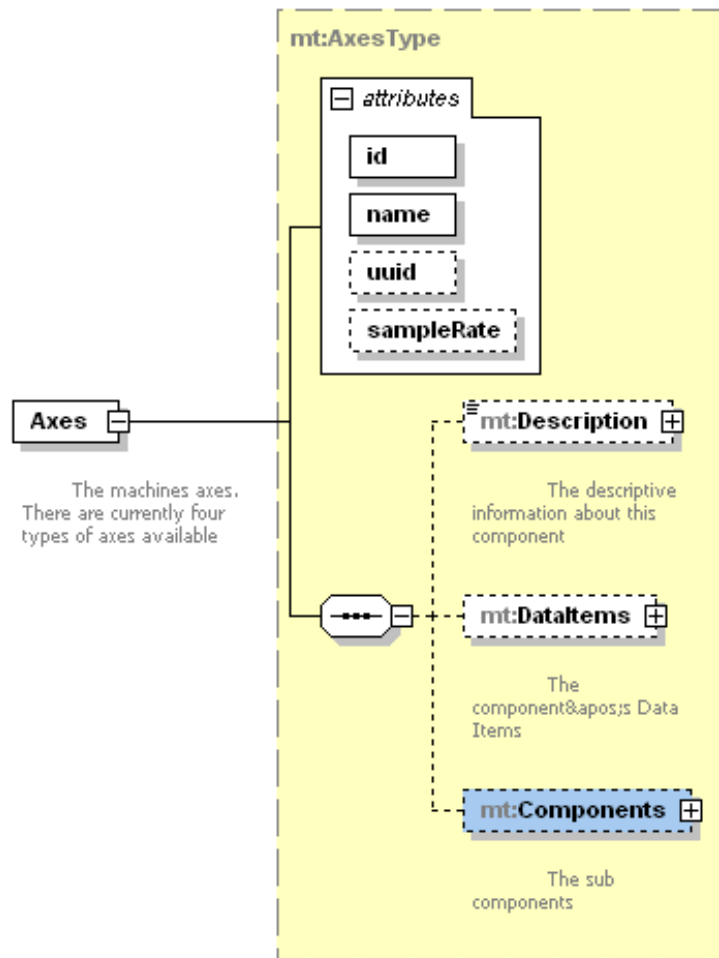 mt:AxesType
attributes
id
name
uuid
sampleRate
Axes
The machines axes.
There are currently four
types of axes available
mt:Description
The descriptive
information about this
component
mt:DataItems
The
component&apos;s Data
Items
mt:Components
The sub
components